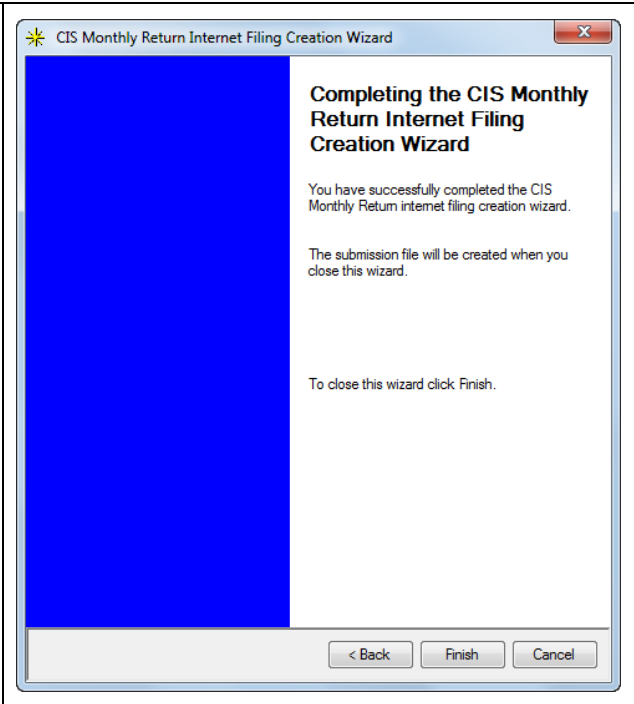 CIS Monthly Return Internet Filing Creation Wizard
Completing the CIS Monthly
Return Internet Filing
Creation Wizard
You have successfully completed the CIS
Monthly Return internet filing creation wizard.
The submission file will be created when you
close this wizard.
To close this wizard click Finish.
< Back Finish Cancel